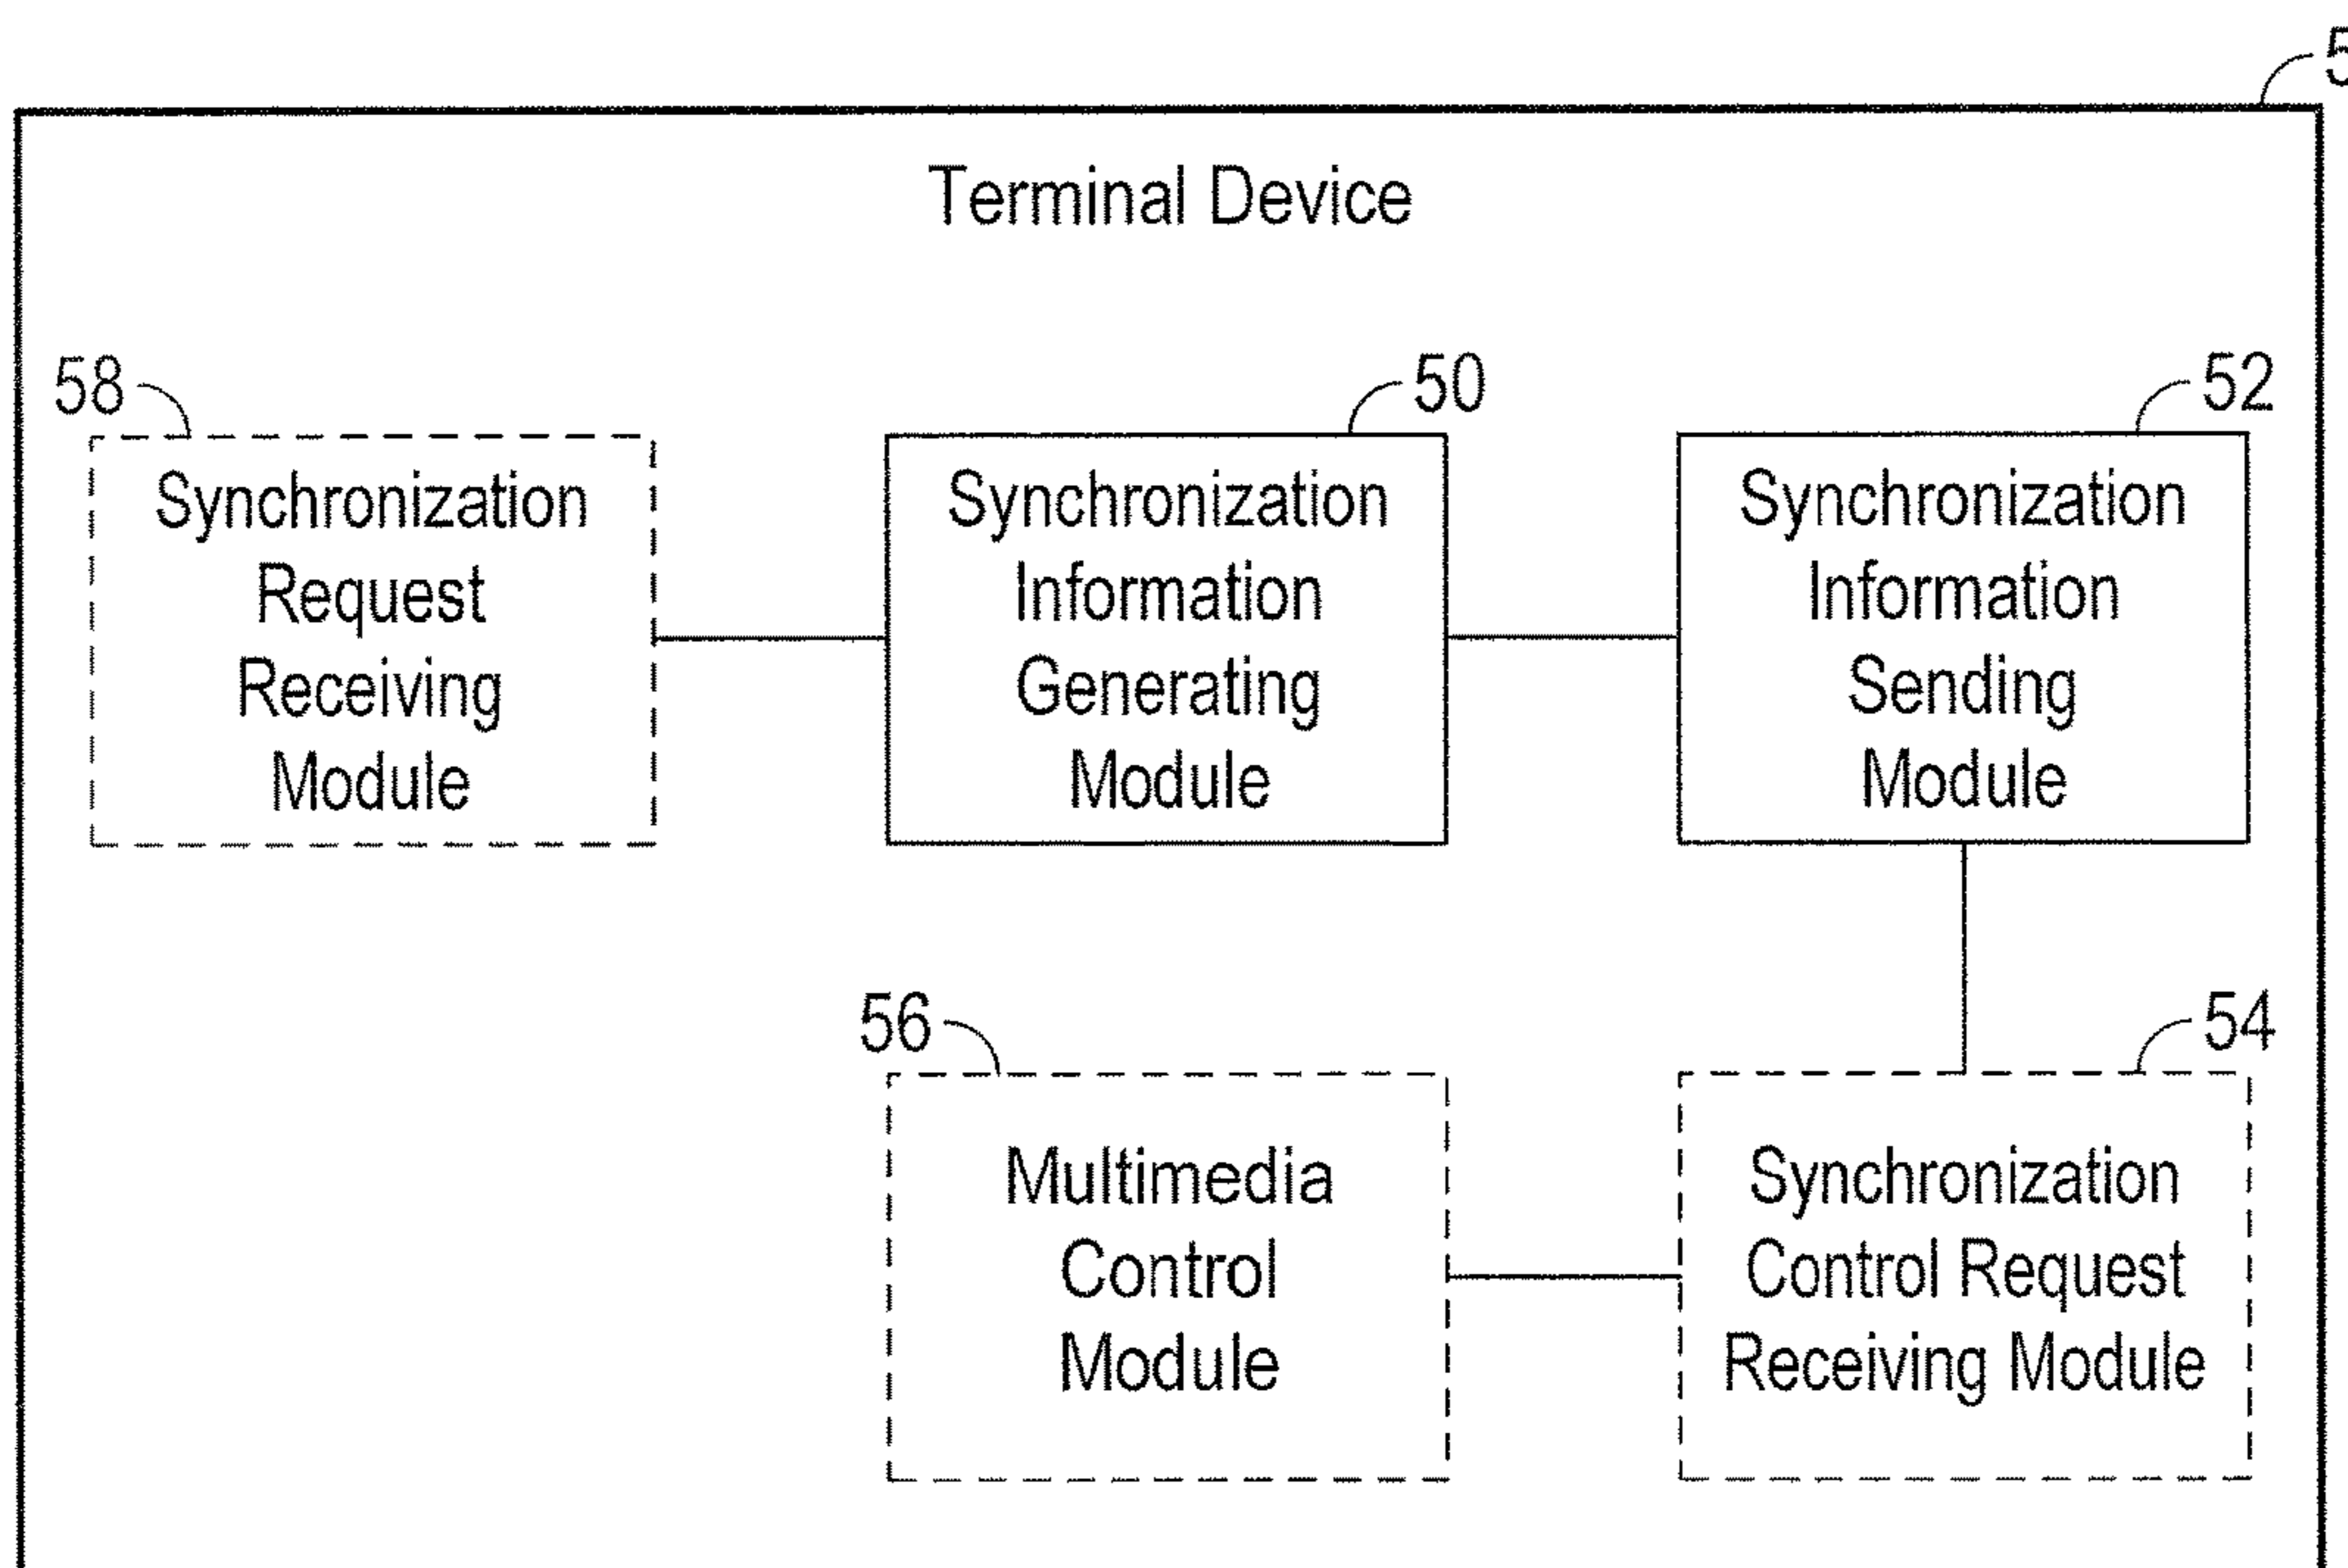 5
Terminal Device
58
50
52
Synchronization
Request
Receiving
Module
Synchronization
Information
Generating
Module
Synchronization
Information
Sending
Module
56
54
Multimedia
Control
Module
Synchronization
Control Request
Receiving Module